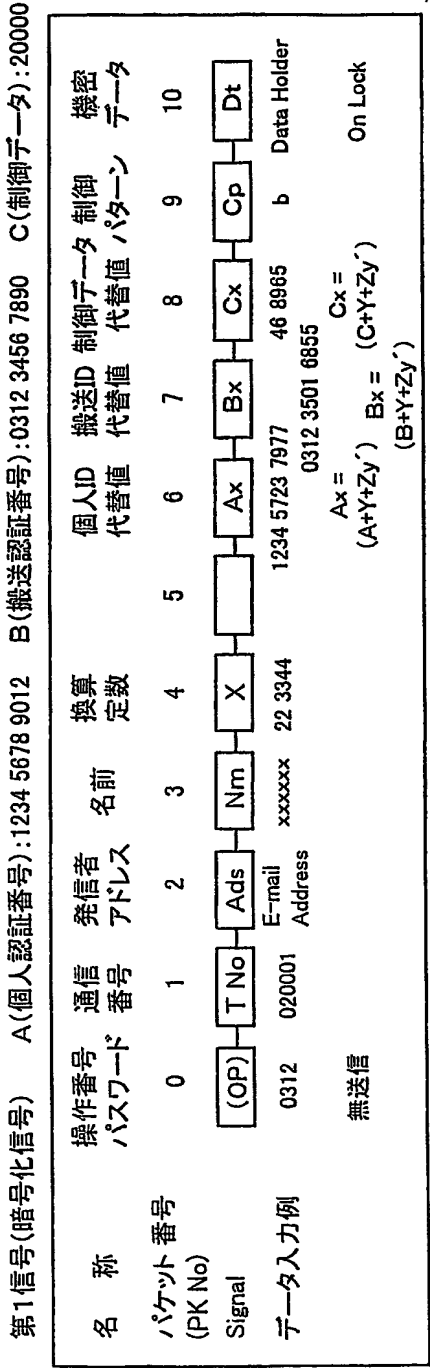 第1信号(暗号化信号) A(個人認証番号):1234 5678 9012 B(搬送認証番号):0312 3456 7890 C(制御データ):20000
名 称 操作番号 パスワード 通信 番号 発信者 アドレス 名前 換算 定数 個人ID 代替値 搬送ID 代替値 制御データ 代替値 制御 パターン 機密 データ
パケット番号 (PK No) 0 1 2 3 4 5 6 7 8 9 10
Signal (OP) T No Ads Nm X Ax Bx Cx Cp Dt
データ入力例 0312 020001 E-mail Address xxxxxx 22 3344 1234 5723 7977 46 8965 b Data Holder
0312 3501 6855
無送信 Ax = (A+Y+Zy´) Bx = (B+Y+Zy´) Cx = (C+Y+Zy´) On Lock